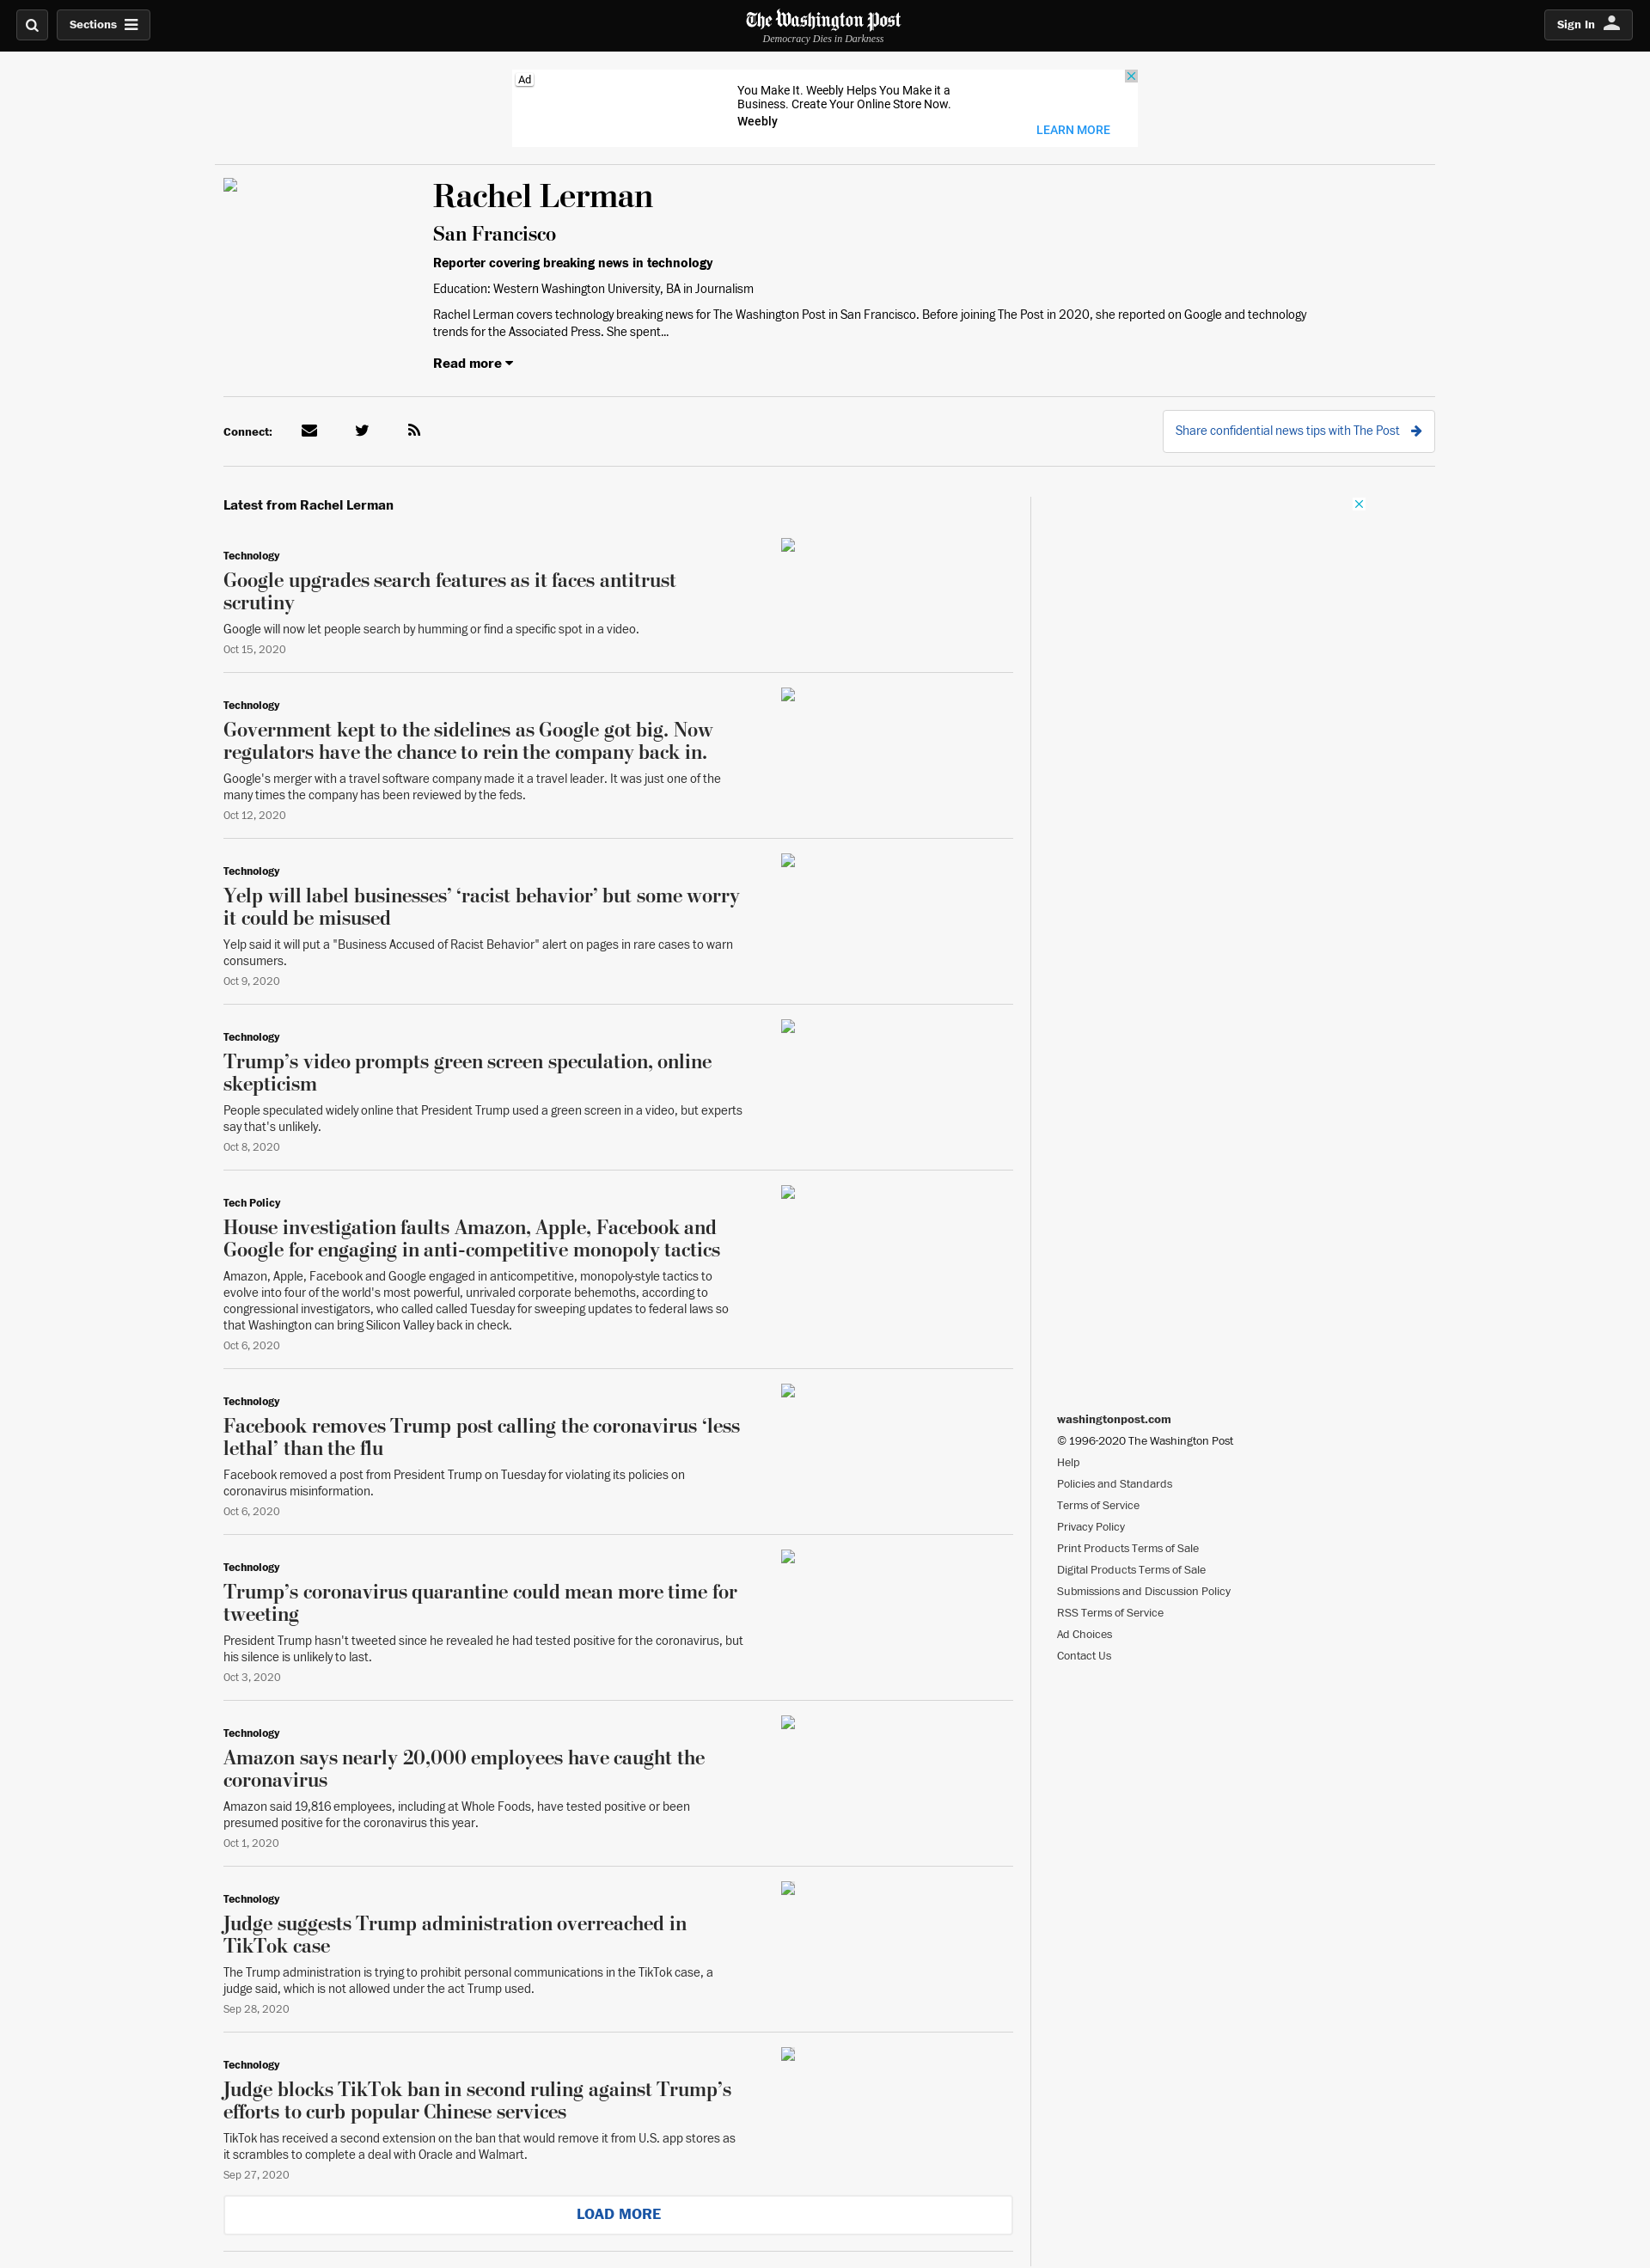 Sections
The Washington Post
Democracy Dies in Darkness
Sign In
Ad
You Make It. Weebly Helps You Make it a
Business. Create Your Online Store Now.
Weebly
LEARN MORE
Rachel Lerman
San Francisco
Reporter covering breaking news in technology
Education: Western Washington University, BA in Journalism
Rachel Lerman covers technology breaking news for The Washington Post in San Francisco. Before joining The Post in 2020, she reported on Google and technology
trends for the Associated Press. She spent...
Read more
Connect:
Share confidential news tips with The Post
Latest from Rachel Lerman
Technology
Google upgrades search features as it faces antitrust
scrutiny
Google will now let people search by humming or find a specific spot in a video.
Oct 15, 2020
Technology
Government kept to the sidelines as Google got big. Now
regulators have the chance to rein the company back in.
Google's merger with a travel software company made it a travel leader. It was just one of the
many times the company has been reviewed by the feds.
Oct 12, 2020
Technology
Yelp will label businesses’ ‘racist behavior’ but some worry
it could be misused
Yelp said it will put a "Business Accused of Racist Behavior" alert on pages in rare cases to warn
consumers.
Oct 9, 2020
Technology
Trump’s video prompts green screen speculation, online
skepticism
People speculated widely online that President Trump used a green screen in a video, but experts
say that's unlikely.
Oct 8, 2020
Tech Policy
House investigation faults Amazon, Apple, Facebook and
Google for engaging in anti-competitive monopoly tactics
Amazon, Apple, Facebook and Google engaged in anticompetitive, monopoly-style tactics to
evolve into four of the world's most powerful, unrivaled corporate behemoths, according to
congressional investigators, who called called Tuesday for sweeping updates to federal laws so
that Washington can bring Silicon Valley back in check.
Oct 6, 2020
Technology
Facebook removes Trump post calling the coronavirus ‘less
lethal’ than the flu
Facebook removed a post from President Trump on Tuesday for violating its policies on
coronavirus misinformation.
Oct 6, 2020
Technology
Trump’s coronavirus quarantine could mean more time for
tweeting
President Trump hasn't tweeted since he revealed he had tested positive for the coronavirus, but
his silence is unlikely to last.
Oct 3, 2020
Technology
Amazon says nearly 20,000 employees have caught the
coronavirus
Amazon said 19,816 employees, including at Whole Foods, have tested positive or been
presumed positive for the coronavirus this year.
Oct 1, 2020
Technology
Judge suggests Trump administration overreached in
TikTok case
The Trump administration is trying to prohibit personal communications in the TikTok case, a
judge said, which is not allowed under the act Trump used.
Sep 28, 2020
Technology
Judge blocks TikTok ban in second ruling against Trump’s
efforts to curb popular Chinese services
TikTok has received a second extension on the ban that would remove it from U.S. app stores as
it scrambles to complete a deal with Oracle and Walmart.
Sep 27, 2020
LOAD MORE
washingtonpost.com
© 1996-2020 The Washington Post
Help
Policies and Standards
Terms of Service
Privacy Policy
Print Products Terms of Sale
Digital Products Terms of Sale
Submissions and Discussion Policy
RSS Terms of Service
Ad Choices
Contact Us